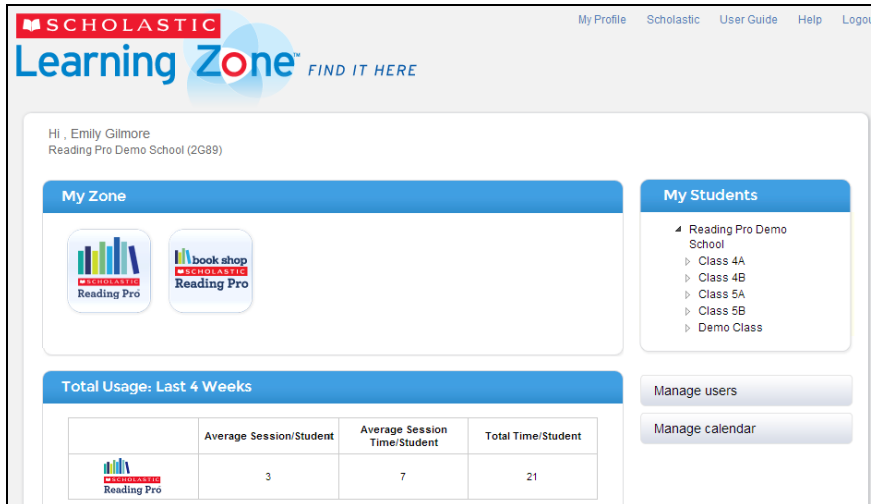 SCHOLASTIC
Learning Zone™ FIND IT HERE
My Profile Scholastic User Guide Help Logou
Hi , Emily Gilmore
Reading Pro Demo School (2G89)
My Zone
SCHOLASTIC
Reading Pro
book shop
SCHOLASTIC
Reading Pro
My Students
Reading Pro Demo
School
Class 4A
Class 4B
Class 5A
Class 5B
Demo Class
Manage users
Manage calendar
Total Usage: Last 4 Weeks
Average Session/Student
Average Session
Time/Student
Total Time/Student
SCHOLASTIC
Reading Pro
3 7 21